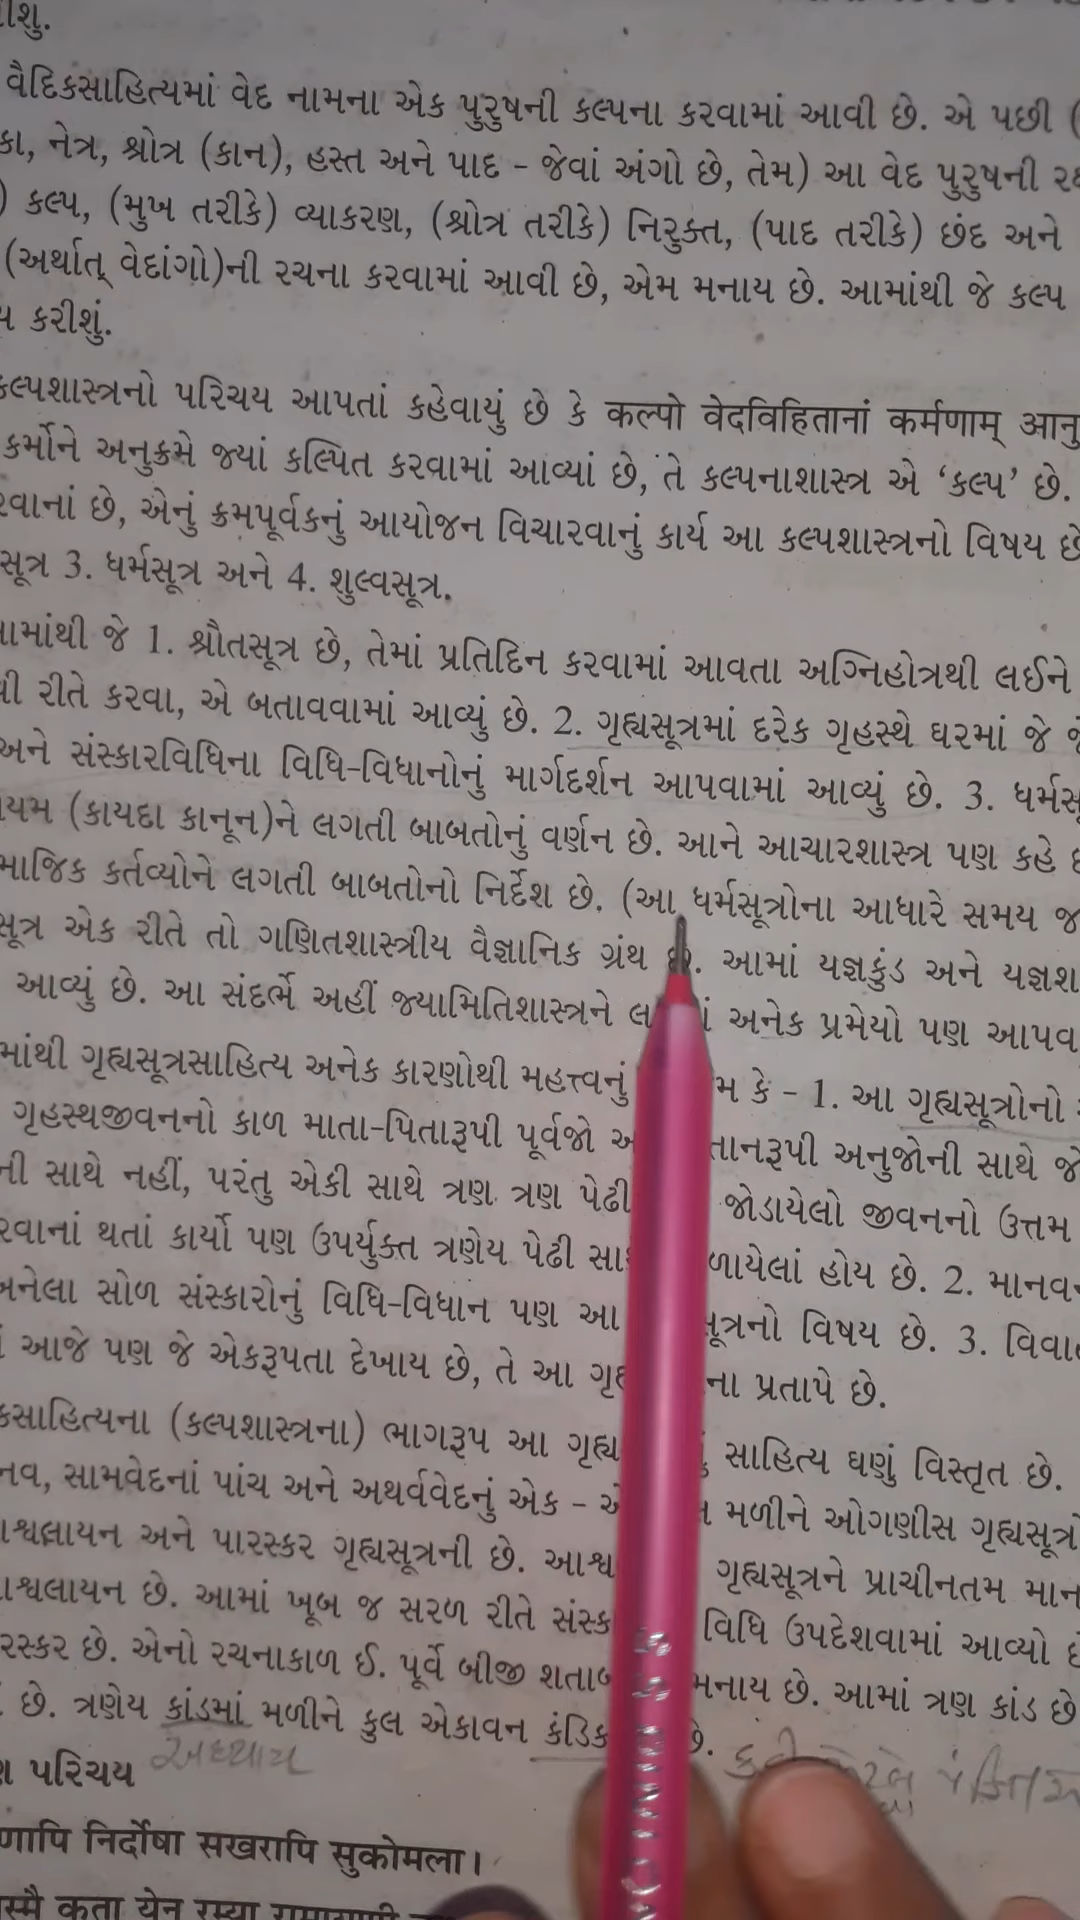 વૈદિકસાહિત્યમાં વેદ નામના એક પુરુષની કલ્પના કરવામાં આવી છે. એ પછી (
કા, નેત્ર, શ્રોત્ર (કાન), હસ્ત અને પાદ - જેવાં અંગો છે, તેમ) આ વેદ પુરુષની
) કલ્પ, (મુખ તરીકે) વ્યાકરણ, (શ્રોત્ર તરીકે) નિરુક્ત, (પાદ તરીકે) છંદ અને
(અર્થાત્ વેદાંગો)ની રચના કરવામાં આવી છે, એમ મનાય છે. આમાંથી જે કલ્પ
ય કરીશું.
કલ્પશાસ્ત્રનો પરિચય આપતાં કહેવાયું છે કે कल्पो वेदविहितानां कर्मणाम् आनु
કર્મોને અનુક્રમે જ્યાં કલ્પિત કરવામાં આવ્યાં છે, તે કલ્પનાશાસ્ત્ર એ ‘કલ્પ’ છે.
રવાનાં છે, એનું ક્રમપૂર્વકનું આયોજન વિચારવાનું કાર્ય આ કલ્પશાસ્ત્રનો વિષય છે
સૂત્ર 3. ધર્મસૂત્ર અને 4. શુલ્વસૂત્ર.
ામાંથી જે 1. શ્રૌતસૂત્ર છે, તેમાં પ્રતિદિન કરવામાં આવતા અગ્નિહોત્રથી લઈને
વી રીતે કરવા, એ બતાવવામાં આવ્યું છે. 2. ગૃહ્યસૂત્રમાં દરેક ગૃહસ્થે ઘરમાં જે જે
અને સંસ્કારવિધિના વિધિ-વિધાનોનું માર્ગદર્શન આપવામાં આવ્યું છે. 3. ધર્મસૂ
યમ (કાયદા કાનૂન)ને લગતી બાબતોનું વર્ણન છે. આને આચારશાસ્ત્ર પણ કહે છ
માજિક કર્તવ્યોને લગતી બાબતોનો નિર્દેશ છે. (આ ધર્મસૂત્રોના આધારે સમય જ
સૂત્ર એક રીતે તો ગણિતશાસ્ત્રીય વૈજ્ઞાનિક ગ્રંથ છે. આમાં યજ્ઞકુંડ અને યજ્ઞશ
આવ્યું છે. આ સંદર્ભે અહીં જ્યામિતિશાસ્ત્રને લ ાં અનેક પ્રમેયો પણ આપવ
માંથી ગૃહ્યસૂત્રસાહિત્ય અનેક કારણોથી મહત્ત્વનું મ કે - 1. આ ગૃહ્યસૂત્રોનો
ગૃહસ્થજીવનનો કાળ માતા-પિતારૂપી પૂર્વજો અ તાનરૂપી અનુજોની સાથે જો
ની સાથે નહીં, પરંતુ એકી સાથે ત્રણ ત્રણ પેઢી જોડાયેલો જીવનનો ઉત્તમ
રવાનાં થતાં કાર્યો પણ ઉપર્યુક્ત ત્રણેય પેઢી સા ળાયેલાં હોય છે. 2. માનવ
બનેલા સોળ સંસ્કારોનું વિધિ-વિધાન પણ આ સૂત્રનો વિષય છે. 3. વિવા
આજે પણ જે એકરૂપતા દેખાય છે, તે આ ગૃહ ના પ્રતાપે છે.
કસાહિત્યના (કલ્પશાસ્ત્રના) ભાગરૂપ આ ગૃહ્ય ું સાહિત્ય ઘણું વિસ્તૃત છે.
નવ, સામવેદનાં પાંચ અને અથર્વવેદનું એક - એ મળીને ઓગણીસ ગૃહ્યસૂત્રો
ાશ્વલાયન અને પારસ્કર ગૃહ્યસૂત્રની છે. આશ્વ ગૃહ્યસૂત્રને પ્રાચીનતમ માન
ાશ્વલાયન છે. આમાં ખૂબ જ સરળ રીતે સંસ્ક વિધિ ઉપદેશવામાં આવ્યો છે
રસ્કર છે. એનો રચનાકાળ ઈ. પૂર્વે બીજી શતાબ મનાય છે. આમાં ત્રણ કાંડ છે
છે. ત્રણેય કાંડમાં મળીને કુલ એકાવન કંડિક છે.
અધ્યાય
પરિચય
णापि निर्दोषा सखरापि सुकोमला।